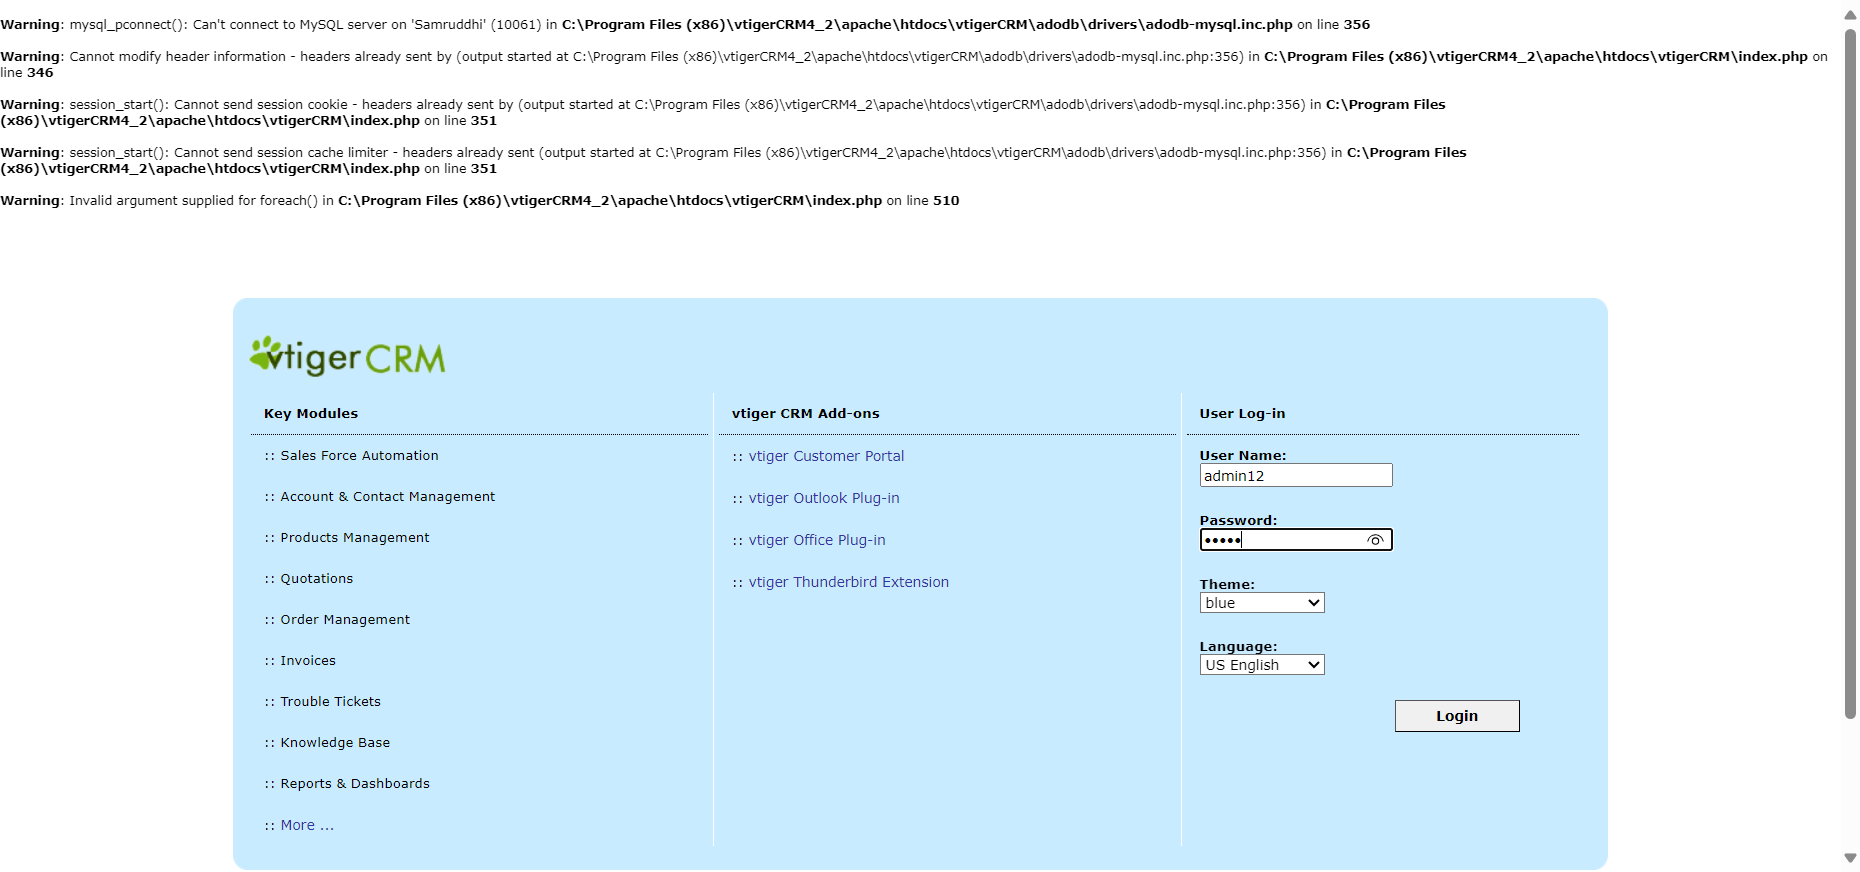 Warning: mysql_pconnect(): Can't connect to MySQL server on 'Samruddhi' (10061) in C:\Program Files (x86)\vtigerCRM4_2\apache\htdocs\vtigerCRM\adodb\drivers\adodb-mysql.inc.php on line 356
Warning: Cannot modify header information - headers already sent by (output started at C:\Program Files (x86)\vtigerCRM4_2\apache\htdocs\vtigerCRM\adodb\drivers\adodb-mysql.inc.php:356) in C:\Program Files (x86)\vtigerCRM4_2\apache\htdocs\vtigerCRM\index.php on
line 346
Warning: session_start(): Cannot send session cookie - headers already sent by (output started at C:\Program Files (x86)\vtigerCRM4_2\apache\htdocs\vtigerCRM\adodb\drivers\adodb-mysql.inc.php:356) in C:\Program Files
(x86)\vtigerCRM4_2\apache\htdocs\vtigerCRM\index.php on line 351
Warning: session_start(): Cannot send session cache limiter - headers already sent (output started at C:\Program Files (x86)\vtigerCRM4_2\apache\htdocs\vtigerCRM\adodb\drivers\adodb-mysql.inc.php:356) in C:\Program Files
(x86)\vtigerCRM4_2\apache\htdocs\vtigerCRM\index.php on line 351
Warning: Invalid argument supplied for foreach() in C:\Program Files (x86)\vtigerCRM4_2\apache\htdocs\vtigerCRM\index.php on line 510
vtiger CRM
Key Modules
:: Sales Force Automation
:: Account & Contact Management
:: Products Management
:: Quotations
:: Order Management
:: Invoices
:: Trouble Tickets
:: Knowledge Base
:: Reports & Dashboards
:: More ...
vtiger CRM Add-ons
:: vtiger Customer Portal
:: vtiger Outlook Plug-in
:: vtiger Office Plug-in
:: vtiger Thunderbird Extension
User Log-in
User Name:
admin12
Password:
•••••
Theme:
blue
Language:
US English
Login